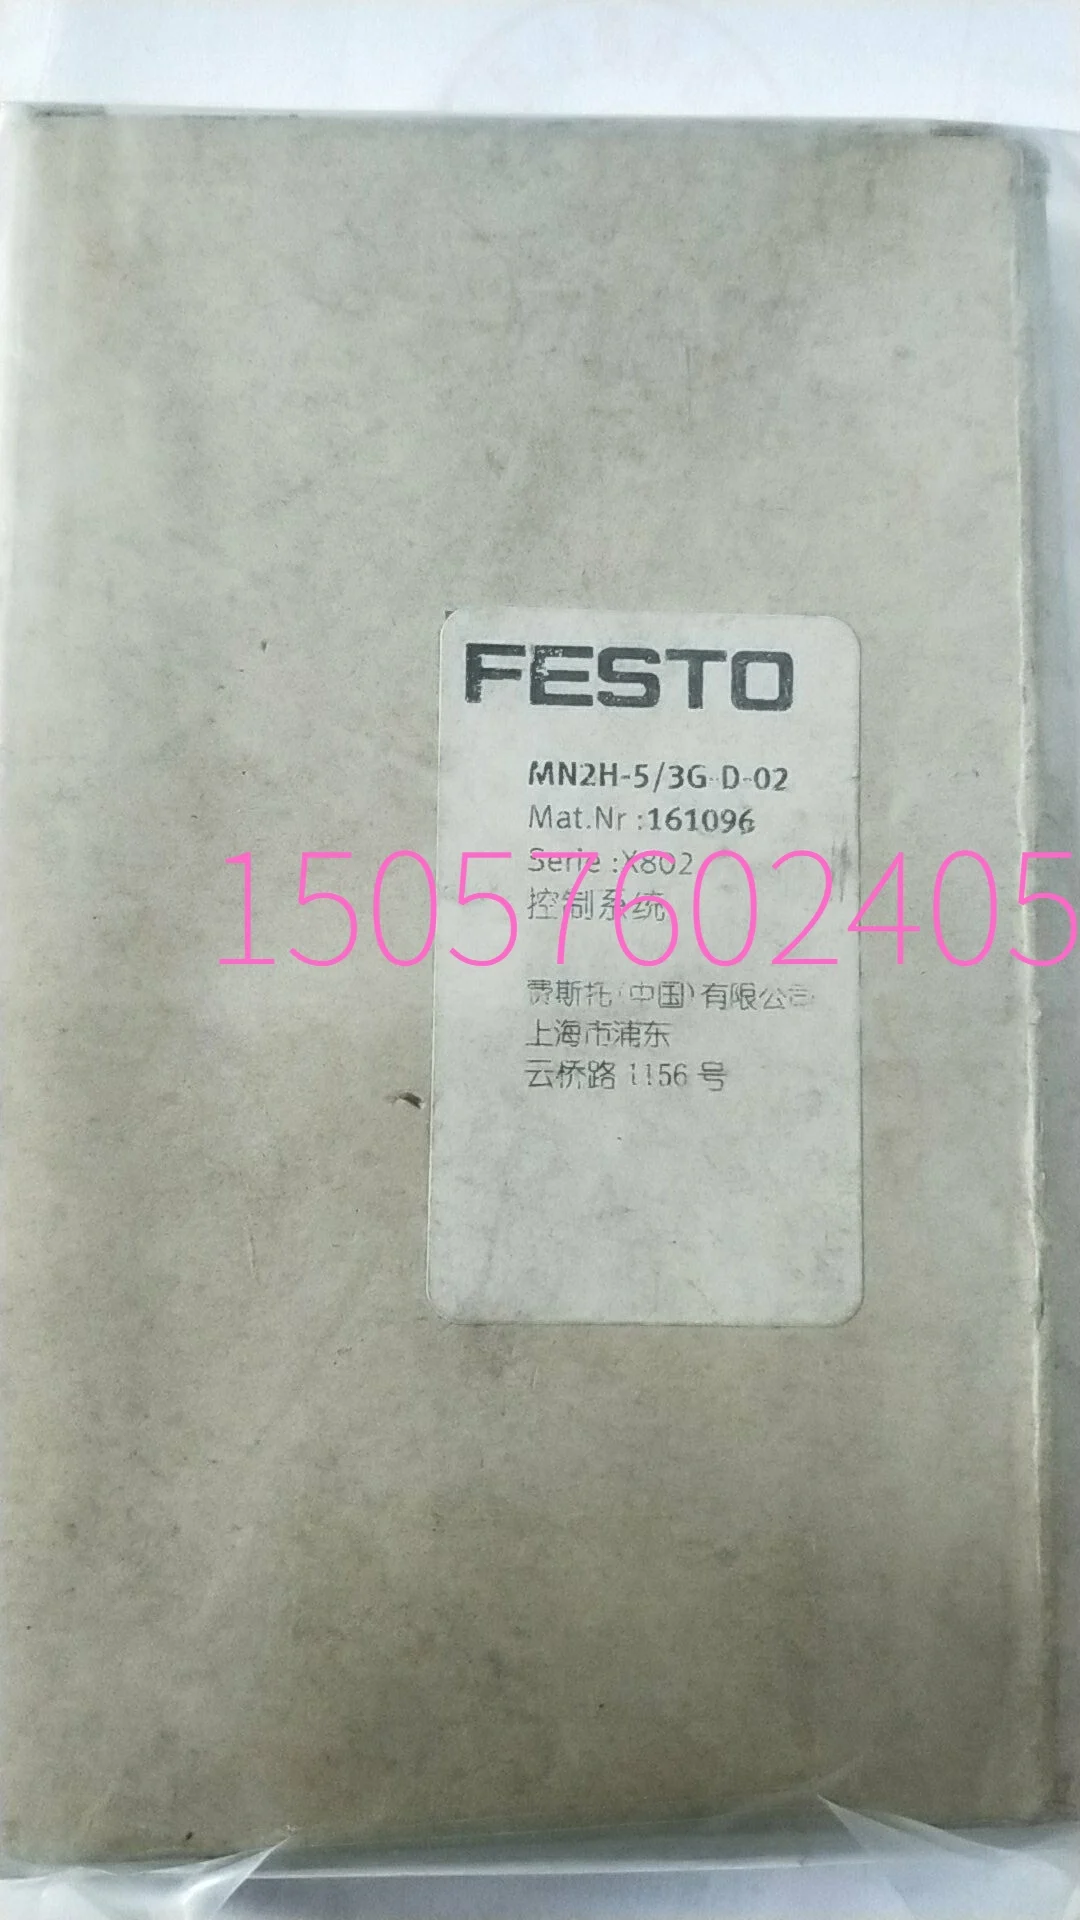 FESTO
MN2H-5/3G-D-02
Mat.Nr :161096
Serie :X802
15057602405
控制系统
费斯托(中国)有限公司
上海市浦东
云桥路 1156 号